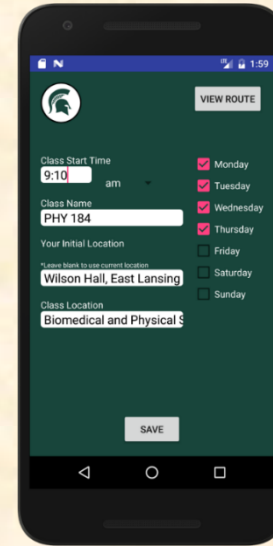 1:59
VIEW ROUTE
Class Start Time
9:10
am
Class Name
PHY 184
Your Initial Location
*Leave blank to use current location
Wilson Hall, East Lansing
Class Location
Biomedical and Physical S
Monday
Tuesday
Wednesday
Thursday
Friday
Saturday
Sunday
SAVE